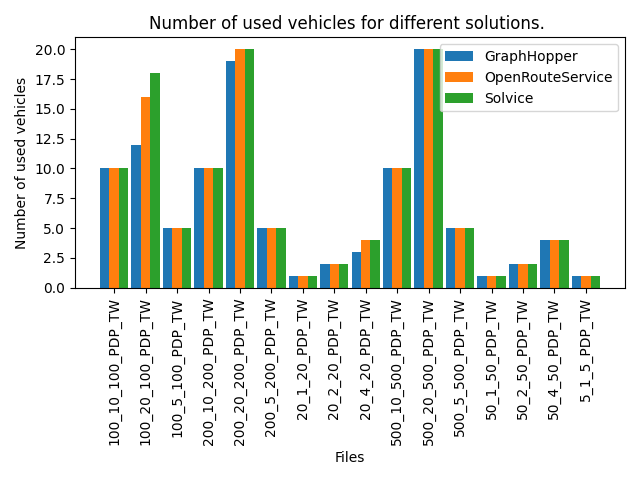 Number of used vehicles for different solutions.
GraphHopper
OpenRouteService
Solvice
Number of used vehicles
20.0
17.5
15.0
12.5
10.0
7.5
5.0
2.5
0.0
100_10_100_PDP_TW
100_20_100_PDP_TW
100_5_100_PDP_TW
200_10_200_PDP_TW
200_20_200_PDP_TW
200_5_200_PDP_TW
20_1_20_PDP_TW
20_2_20_PDP_TW
20_4_20_PDP_TW
500_10_500_PDP_TW
500_20_500_PDP_TW
500_5_500_PDP_TW
50_1_50_PDP_TW
50_2_50_PDP_TW
50_4_50_PDP_TW
5_1_5_PDP_TW
Files